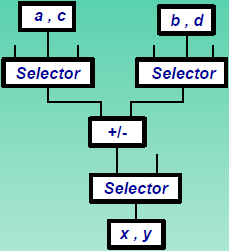 a , c
b , d
Selector
Selector
+/-
Selector
x , y